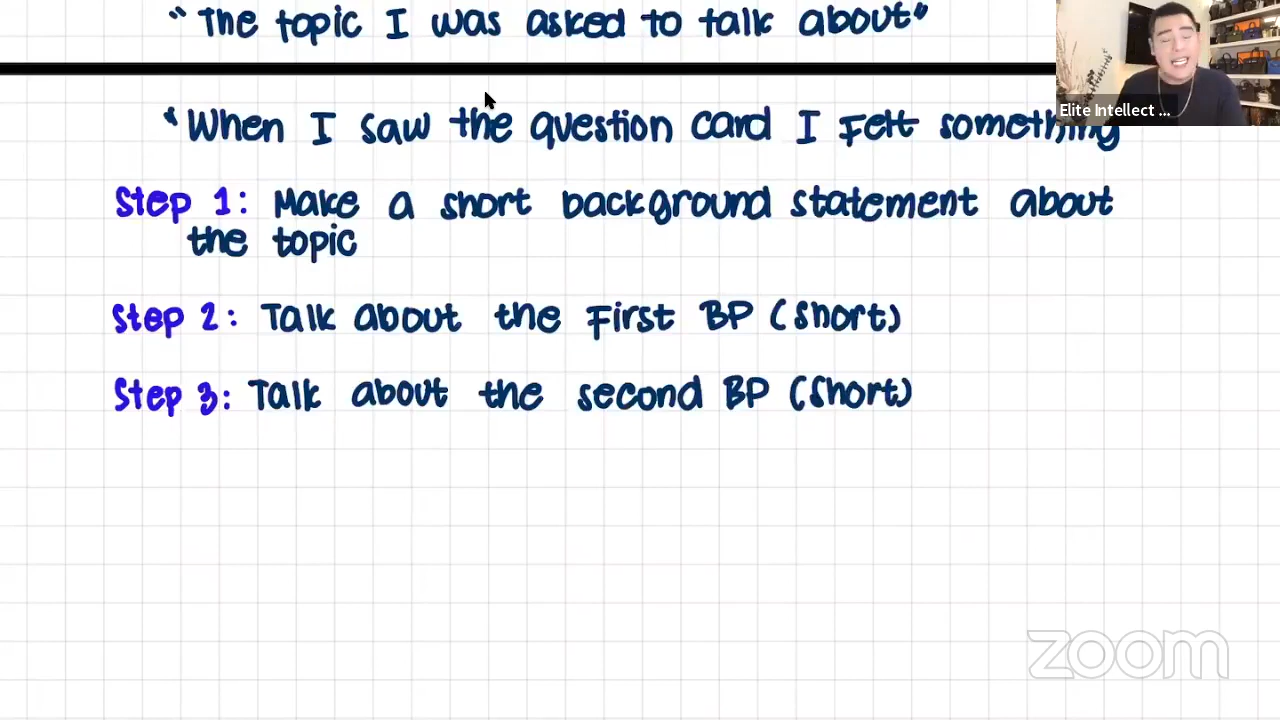 “The topic I was asked to talk about”
Elite Intellect ...
“When I saw the question card I felt something
Step 1: Make a short background statement about
the topic
Step 2: Talk about the first BP (short)
Step 3: Talk about the second BP (short)
zoom